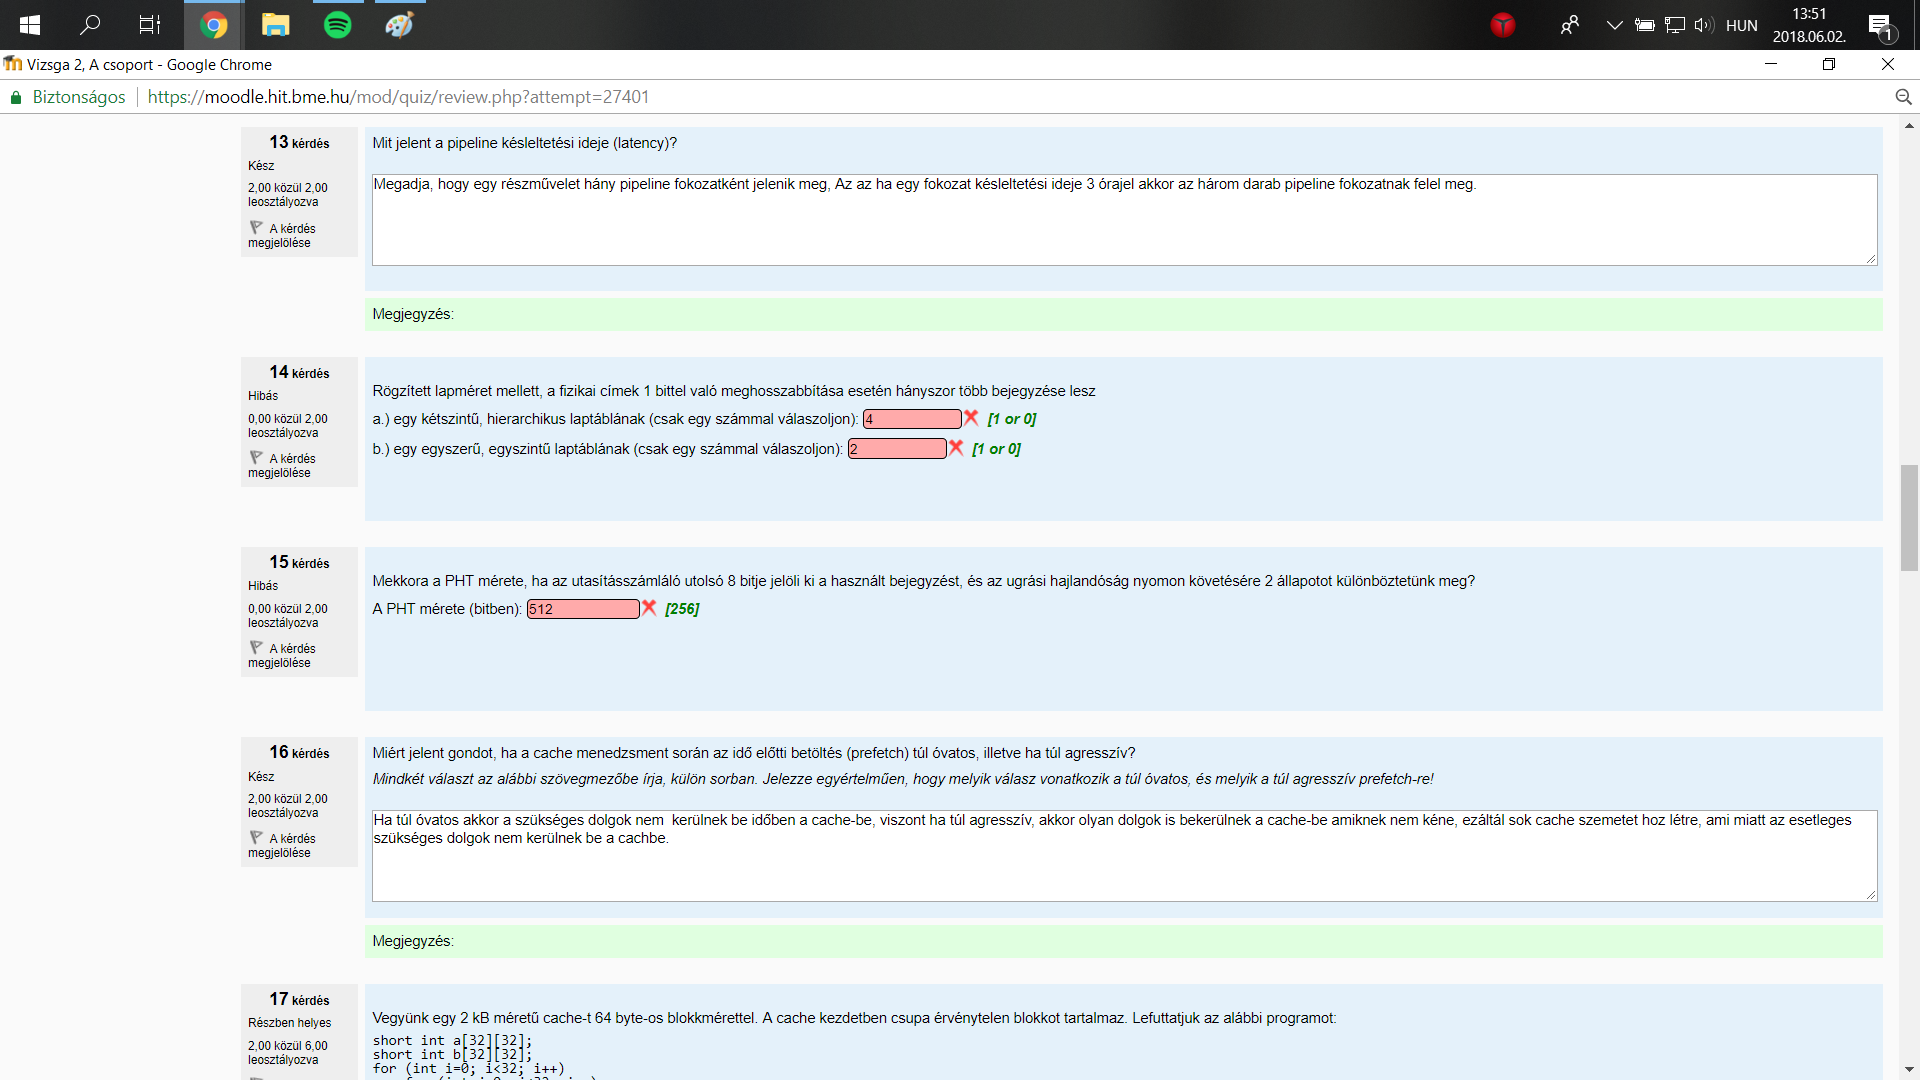 HUN
13:51
2018.06.02.
1
Vizsga 2, A csoport - Google Chrome
Biztonságos
https://moodle.hit.bme.hu/mod/quiz/review.php?attempt=27401
13 kérdés
Kész
2,00 közül 2,00
leosztályozva
A kérdés
megjelölése
Mit jelent a pipeline késleltetési ideje (latency)?
Megadja, hogy egy részművelet hány pipeline fokozatként jelenik meg, Az az ha egy fokozat késleltetési ideje 3 órajel akkor az három darab pipeline fokozatnak felel meg.
Megjegyzés:
14 kérdés
Hibás
0,00 közül 2,00
leosztályozva
A kérdés
megjelölése
Rögzített lapméret mellett, a fizikai címek 1 bittel való meghosszabbítása esetén hányszor több bejegyzése lesz
a.) egy kétszintű, hierarchikus laptáblának (csak egy számmal válaszoljon): 4 [1 or 0]
b.) egy egyszerű, egyszintű laptáblának (csak egy számmal válaszoljon): 2 [1 or 0]
15 kérdés
Hibás
0,00 közül 2,00
leosztályozva
A kérdés
megjelölése
Mekkora a PHT mérete, ha az utasításszámláló utolsó 8 bitje jelöli ki a használt bejegyzést, és az ugrási hajlandóság nyomon követésére 2 állapotot különböztetünk meg?
A PHT mérete (bitben): 512 [256]
16 kérdés
Kész
2,00 közül 2,00
leosztályozva
A kérdés
megjelölése
Miért jelent gondot, ha a cache menedzsment során az idő előtti betöltés (prefetch) túl óvatos, illetve ha túl agresszív?
Mindkét választ az alábbi szövegmezőbe írja, külön sorban. Jelezze egyértelműen, hogy melyik válasz vonatkozik a túl óvatos, és melyik a túl agresszív prefetch-re!
Ha túl óvatos akkor a szükséges dolgok nem  kerülnek be időben a cache-be, viszont ha túl agresszív, akkor olyan dolgok is bekerülnek a cache-be amiknek nem kéne, ezáltál sok cache szemetet hoz létre, ami miatt az esetleges
szükséges dolgok nem kerülnek be a cachbe.
Megjegyzés:
17 kérdés
Részben helyes
2,00 közül 6,00
leosztályozva
Vegyünk egy 2 kB méretű cache-t 64 byte-os blokkmérettel. A cache kezdetben csupa érvénytelen blokkot tartalmaz. Lefuttatjuk az alábbi programot:
short int a[32][32];
short int b[32][32];
for (int i=0; i<32; i++)